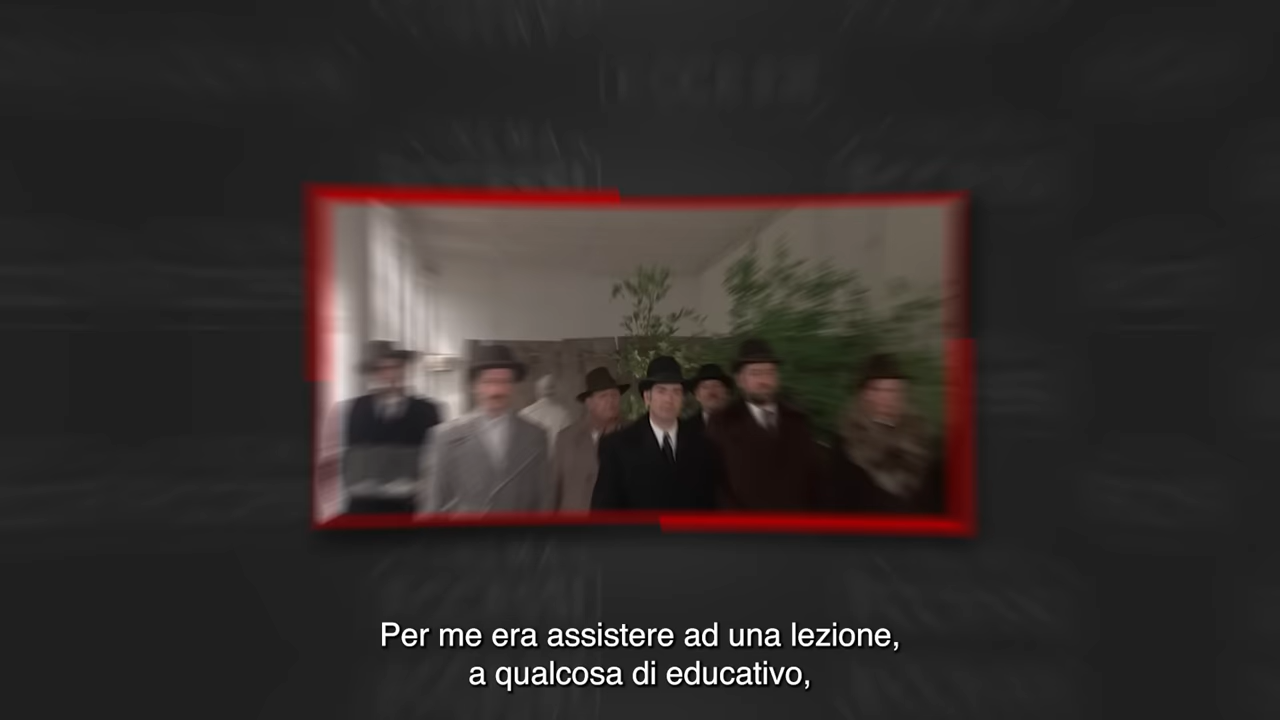 Per me era assistere ad una lezione,
a qualcosa di educativo,